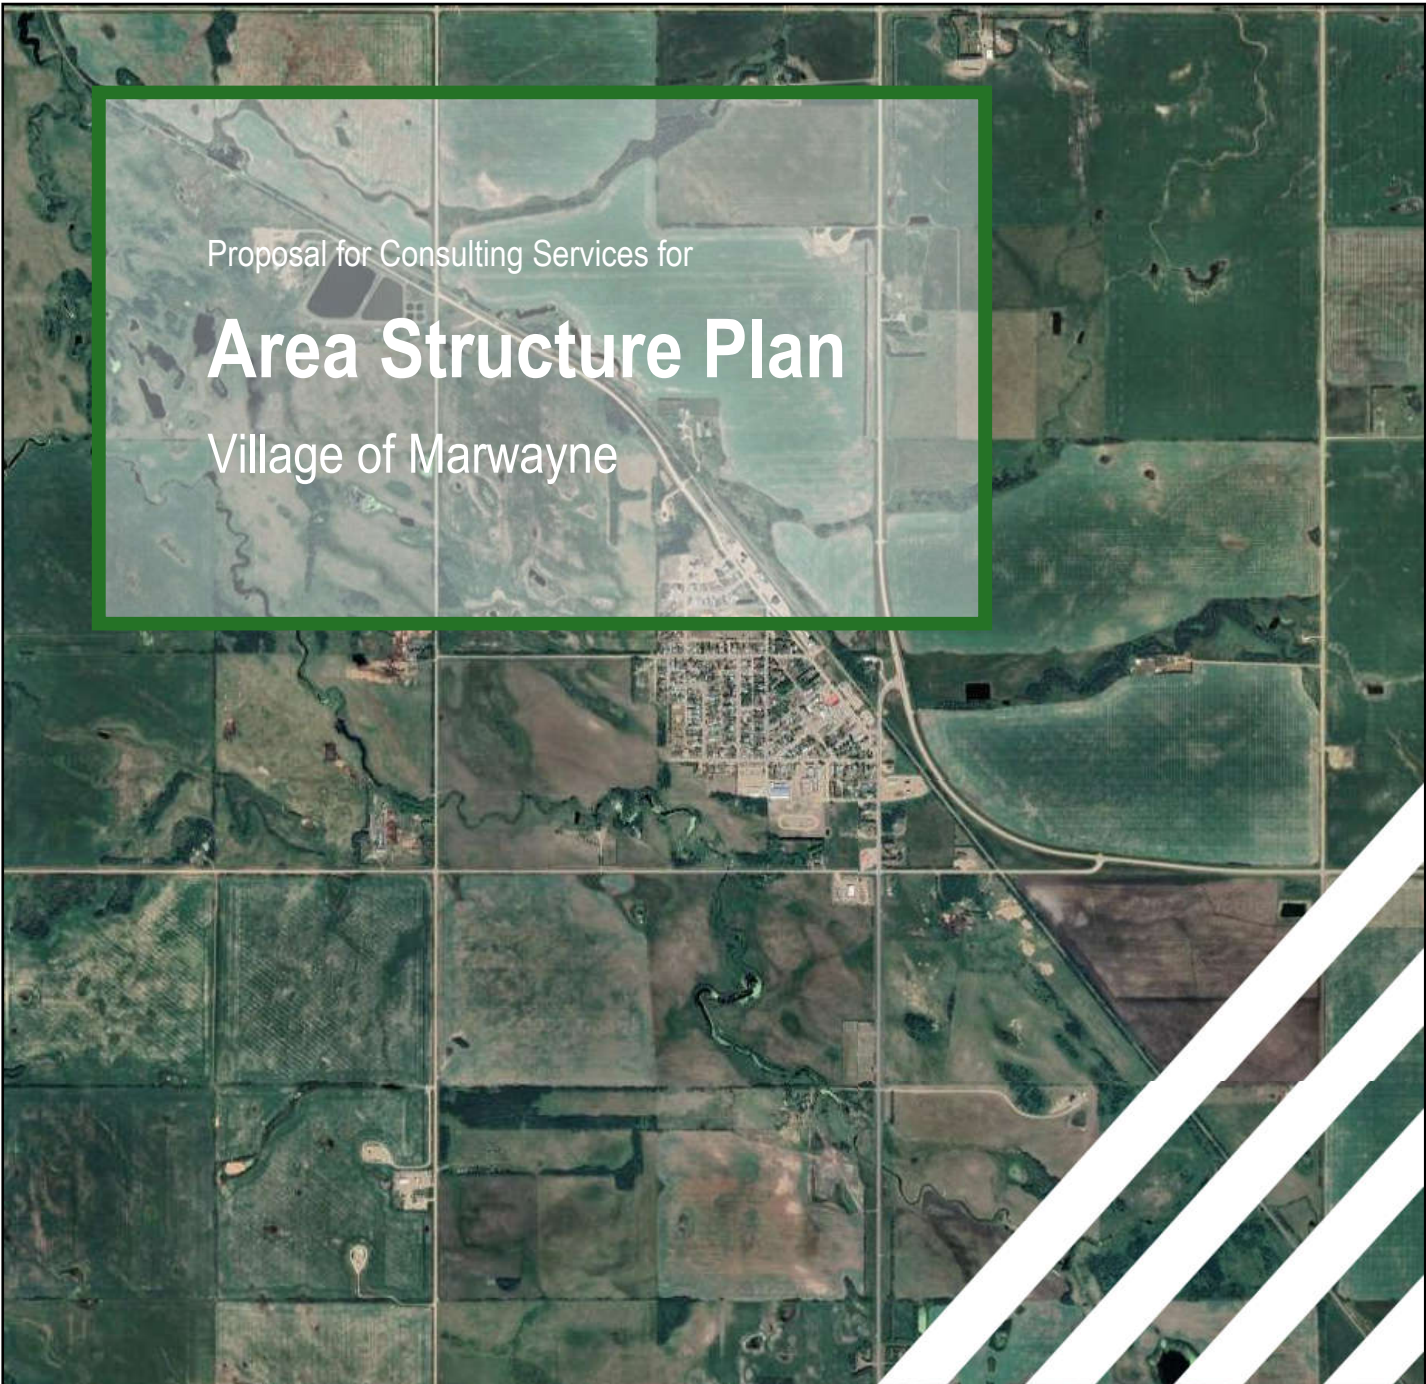 Proposal for Consulting Services for
Area Structure Plan
Village of Marwayne